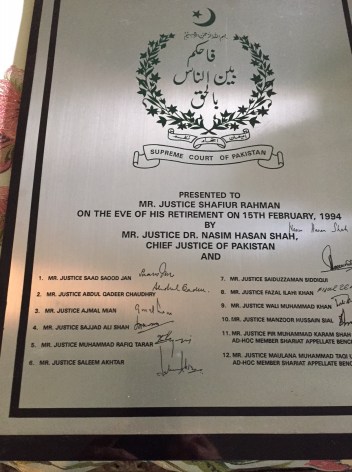 فاحكم
بين الناس
بالحق
SUPREME COURT OF PAKISTAN
PRESENTED TO
MR. JUSTICE SHAFIUR RAHMAN
ON THE EVE OF HIS RETIREMENT ON 15TH FEBRUARY, 1994
BY
MR. JUSTICE DR. NASIM HASAN SHAH,
CHIEF JUSTICE OF PAKISTAN
AND
1. MR. JUSTICE SAAD SAOOD JAN
2. MR. JUSTICE ABDUL QADEER CHAUDHRY
3. MR. JUSTICE AJMAL MIAN
4. MR. JUSTICE SAJJAD ALI SHAH
5. MR. JUSTICE MUHAMMAD RAFIQ TARAR
6. MR. JUSTICE SALEEM AKHTAR
7. MR. JUSTICE SAIDUZZAMAN SIDDIQUI
8. MR. JUSTICE FAZAL ILAHI KHAN
9. MR. JUSTICE WALI MUHAMMAD KHAN
10. MR. JUSTICE MANZOOR HUSSAIN SIAL
11. MR. JUSTICE PIR MUHAMMAD KARAM SHAH
AD-HOC MEMBER SHARIAT APPELLATE BENC
12. MR. JUSTICE MAULANA MUHAMMAD TAQI U
AD-HOC MEMBER SHARIAT APPELLATE BENC